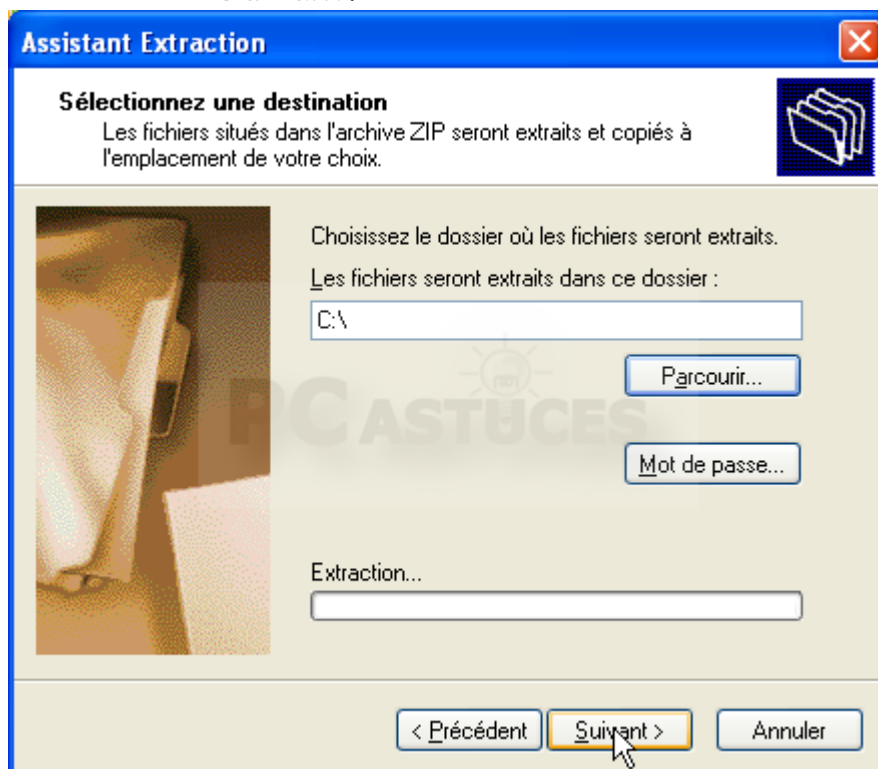 Assistant Extraction
Sélectionnez une destination
Les fichiers situés dans l'archive ZIP seront extraits et copiés à
l'emplacement de votre choix.
Choisissez le dossier où les fichiers seront extraits.
Les fichiers seront extraits dans ce dossier :
C:\
Parcourir...
PC ASTUCES
Mot de passe...
Extraction...
< Précédent
Suivant >
Annuler